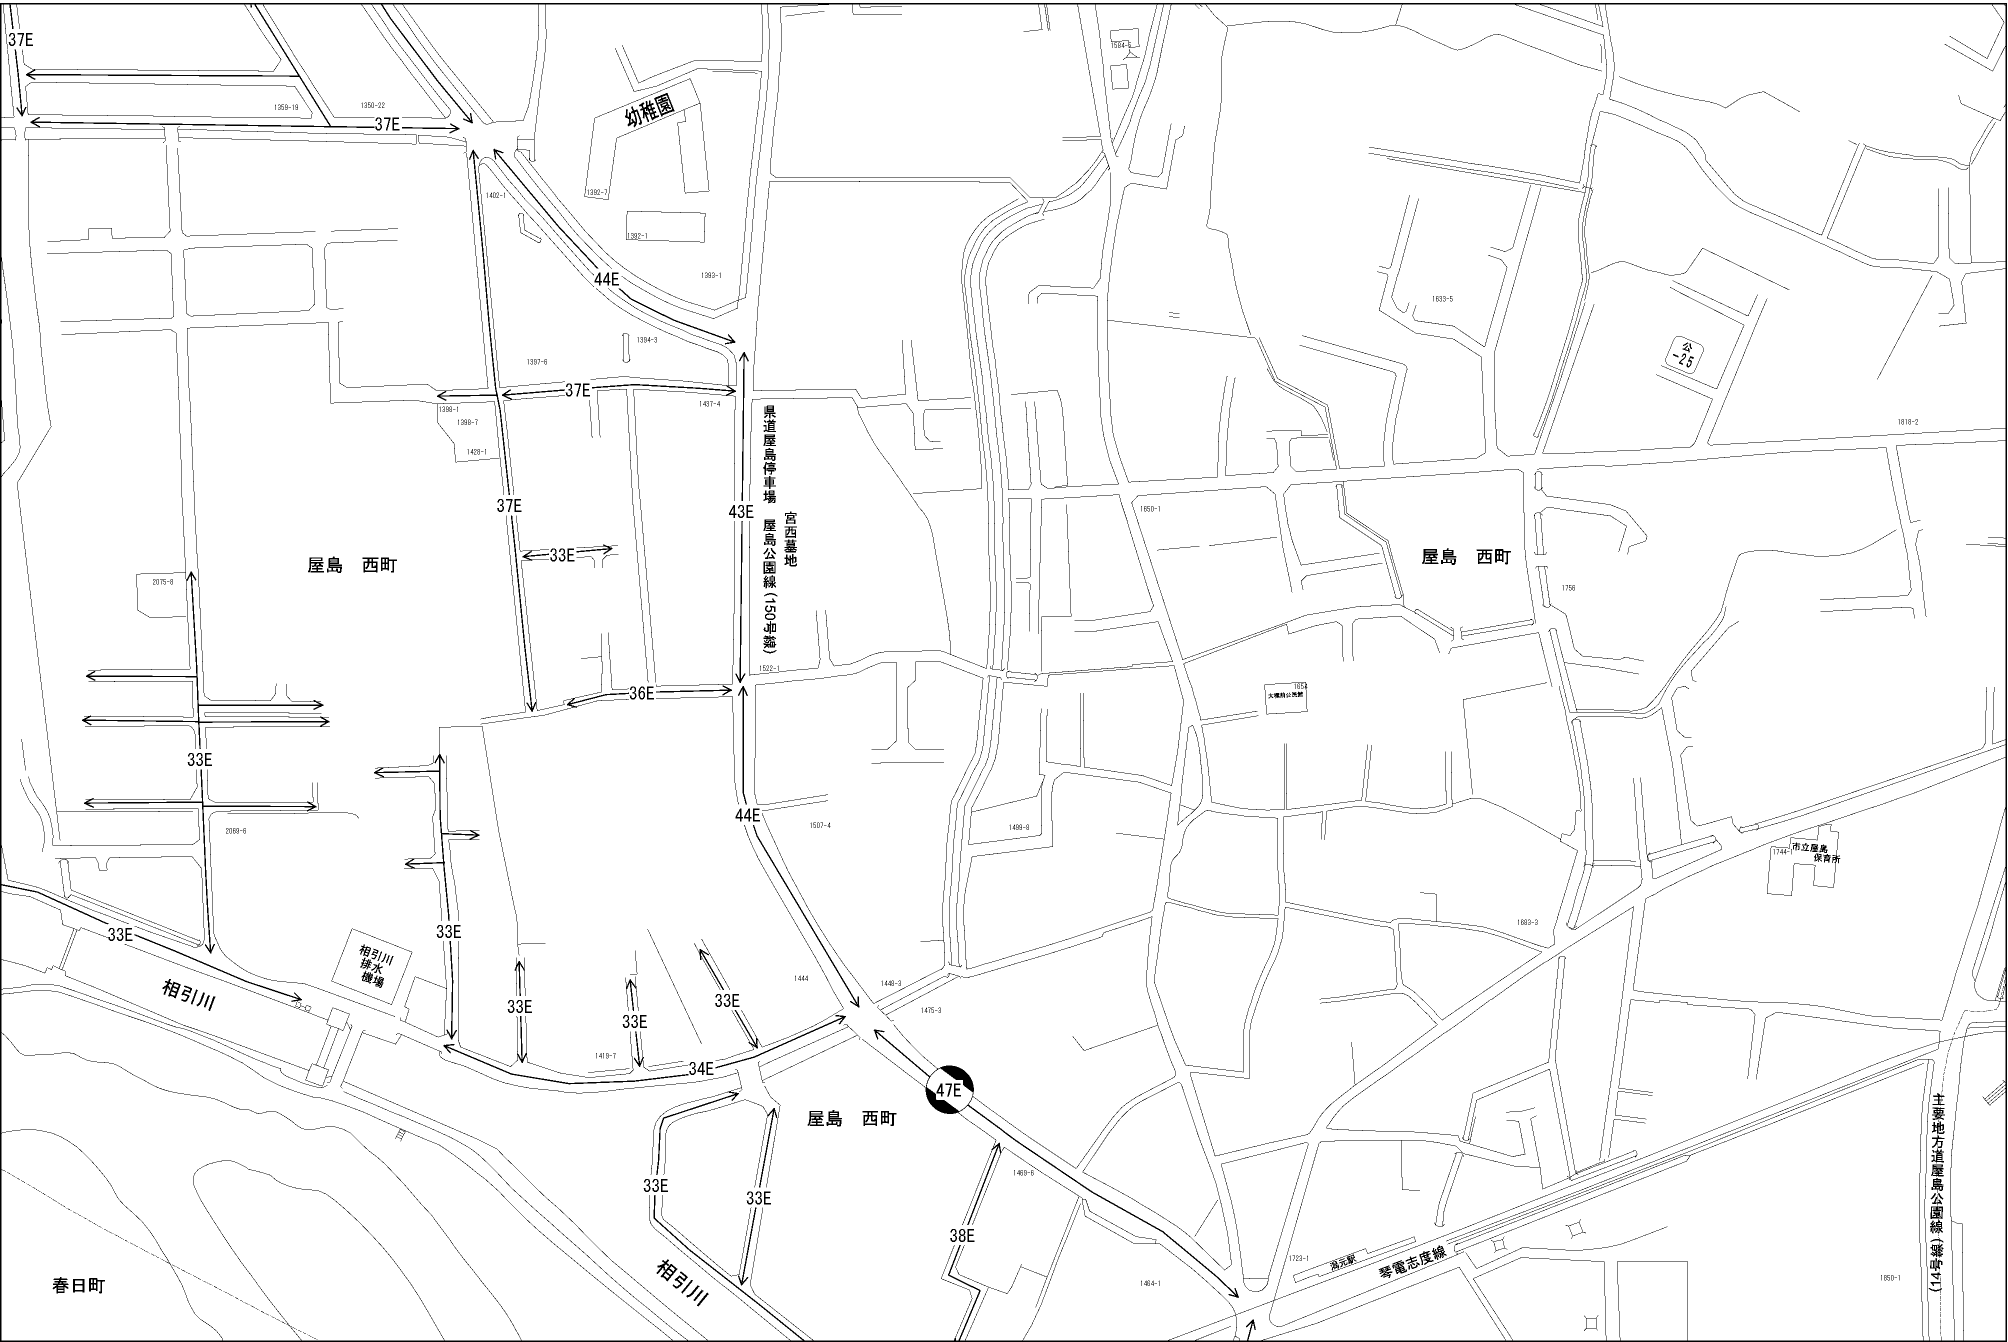 37E
1584-5
1359-19
1350-22
37E
幼稚園
1402-1
1392-7
1392-1
44E
1393-1
1633-5
1394-3
1397-6
公
-25
37E
1437-4
1398-1
1398-7
1428-1
1818-2
県道屋島停車場　屋島公園線(150号線)
宮西墓地
37E
43E
1650-1
33E
屋島　西町
屋島　西町
2075-8
1756
1522-1
36E
1654
33E
44E
1507-4
1499-8
2069-6
1744-1
市立屋島
保育所
33E
33E
1683-3
相引川
排水
機場
相引川
1444
1448-3
1475-3
33E
33E
33E
1419-7
34E
47E
屋島　西町
主要地方道屋島公園線(14号線)
1469-6
33E
33E
38E
1723-1
潟元駅
琴電志度線
1464-1
1850-1
春日町
相引川